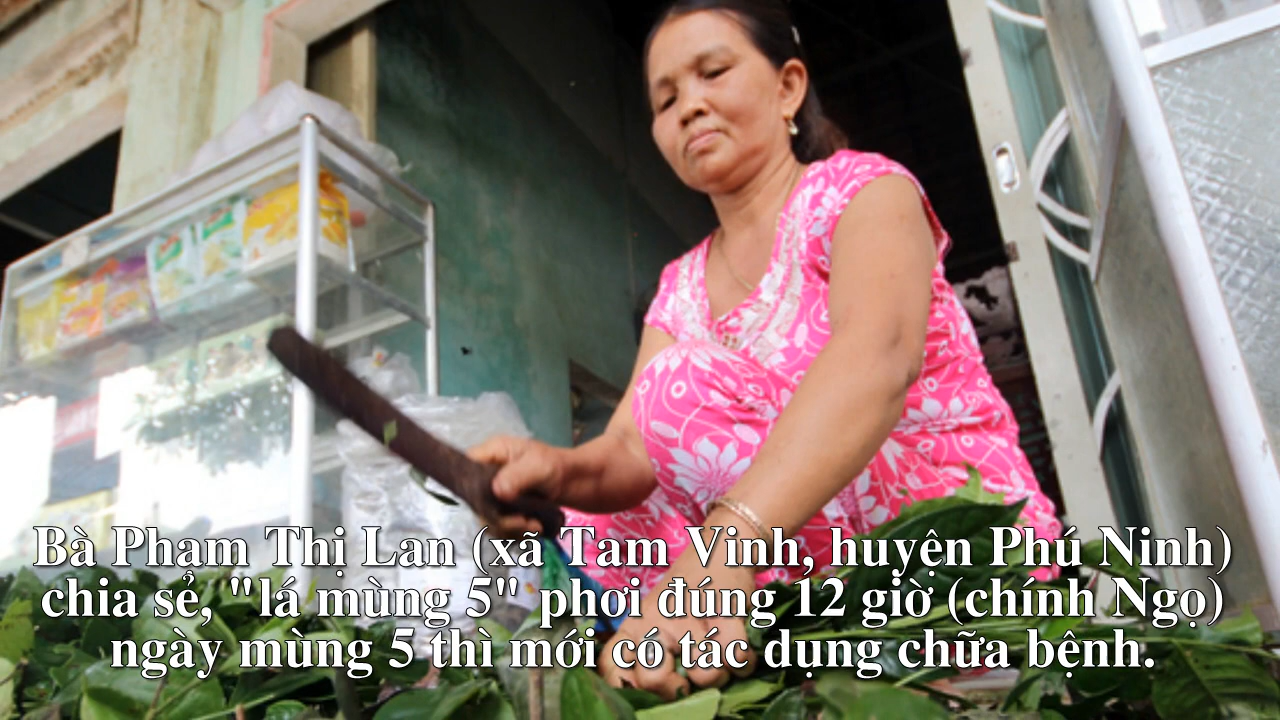 Bà Phạm Thị Lan (xã Tam Vinh, huyện Phú Ninh)
chia sẻ, "lá mùng 5" phơi đúng 12 giờ (chính Ngọ)
ngày mùng 5 thì mới có tác dụng chữa bệnh.